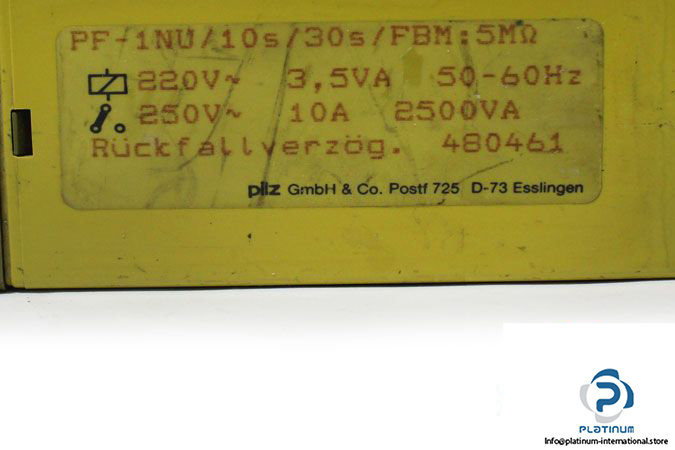 PF-1NU/10s/30s/FBM:5MΩ
220V~ 3,5VA 50-60Hz
250V~ 10A 2500VA
Rückfallverzög. 480461
pilz GmbH & Co. Postf 725 D-73 Esslingen
PLATINUM
Info@platinum-international.store